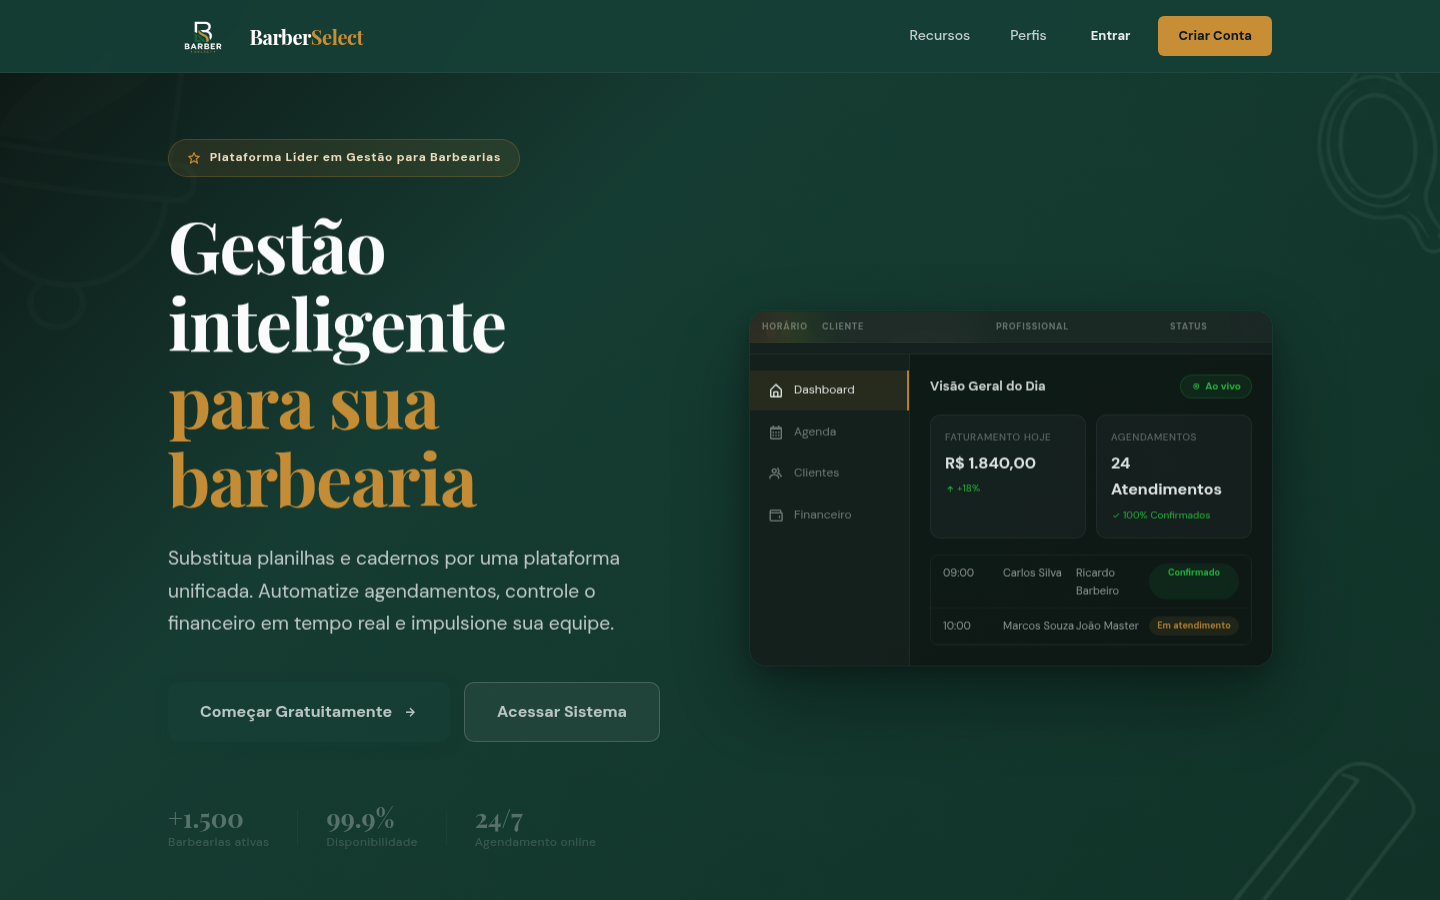 BARBER
BarberSelect
Recursos
Perfis
Entrar
Criar Conta
Plataforma Líder em Gestão para Barbearias
Gestão
inteligente
para sua
barbearia
Substitua planilhas e cadernos por uma plataforma
unificada. Automatize agendamentos, controle o
financeiro em tempo real e impulsione sua equipe.
Começar Gratuitamente →
Acessar Sistema
+1.500
Barbearias ativas
99.9%
Disponibilidade
24/7
Agendamento online
HORÁRIO CLIENTE PROFISSIONAL STATUS
Dashboard
Agenda
Clientes
Financeiro
Visão Geral do Dia
Ao vivo
FATURAMENTO HOJE
R$ 1.840,00
+18%
AGENDAMENTOS
24
Atendimentos
100% Confirmados
09:00 Carlos Silva Ricardo
Barbeiro
Confirmado
10:00 Marcos Souza João Master Em atendimento